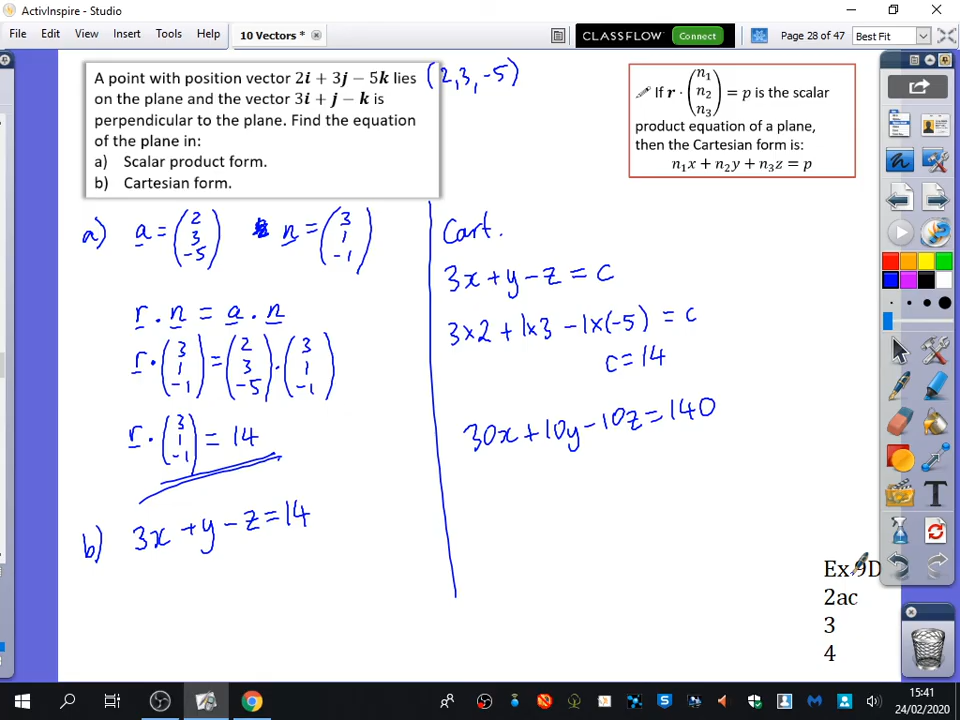 ActivInspire - Studio
File Edit View Insert Tools Help 10 Vectors * CLASSFLOW Connect Page 28 of 47 Best Fit
A point with position vector 2i + 3j − 5k lies
on the plane and the vector 3i + j − k is
perpendicular to the plane. Find the equation
of the plane in:
a) Scalar product form.
b) Cartesian form.
(2,3,-5)
If r · (n₁ n₂ n₃) = p is the scalar
product equation of a plane,
then the Cartesian form is:
n₁x + n₂y + n₃z = p
a) a = (2 3 -5) n = (3 1 -1)
r . n = a . n
r . (3 1 -1) = (2 3 -5) . (3 1 -1)
r . (3 1 -1) = 14
b) 3x + y - z = 14
Cart.
3x + y - z = c
3x2 + 1x3 - 1x(-5) = c
c = 14
30x + 10y - 10z = 140
Ex 9D
2ac
3
4
15:41
24/02/2020